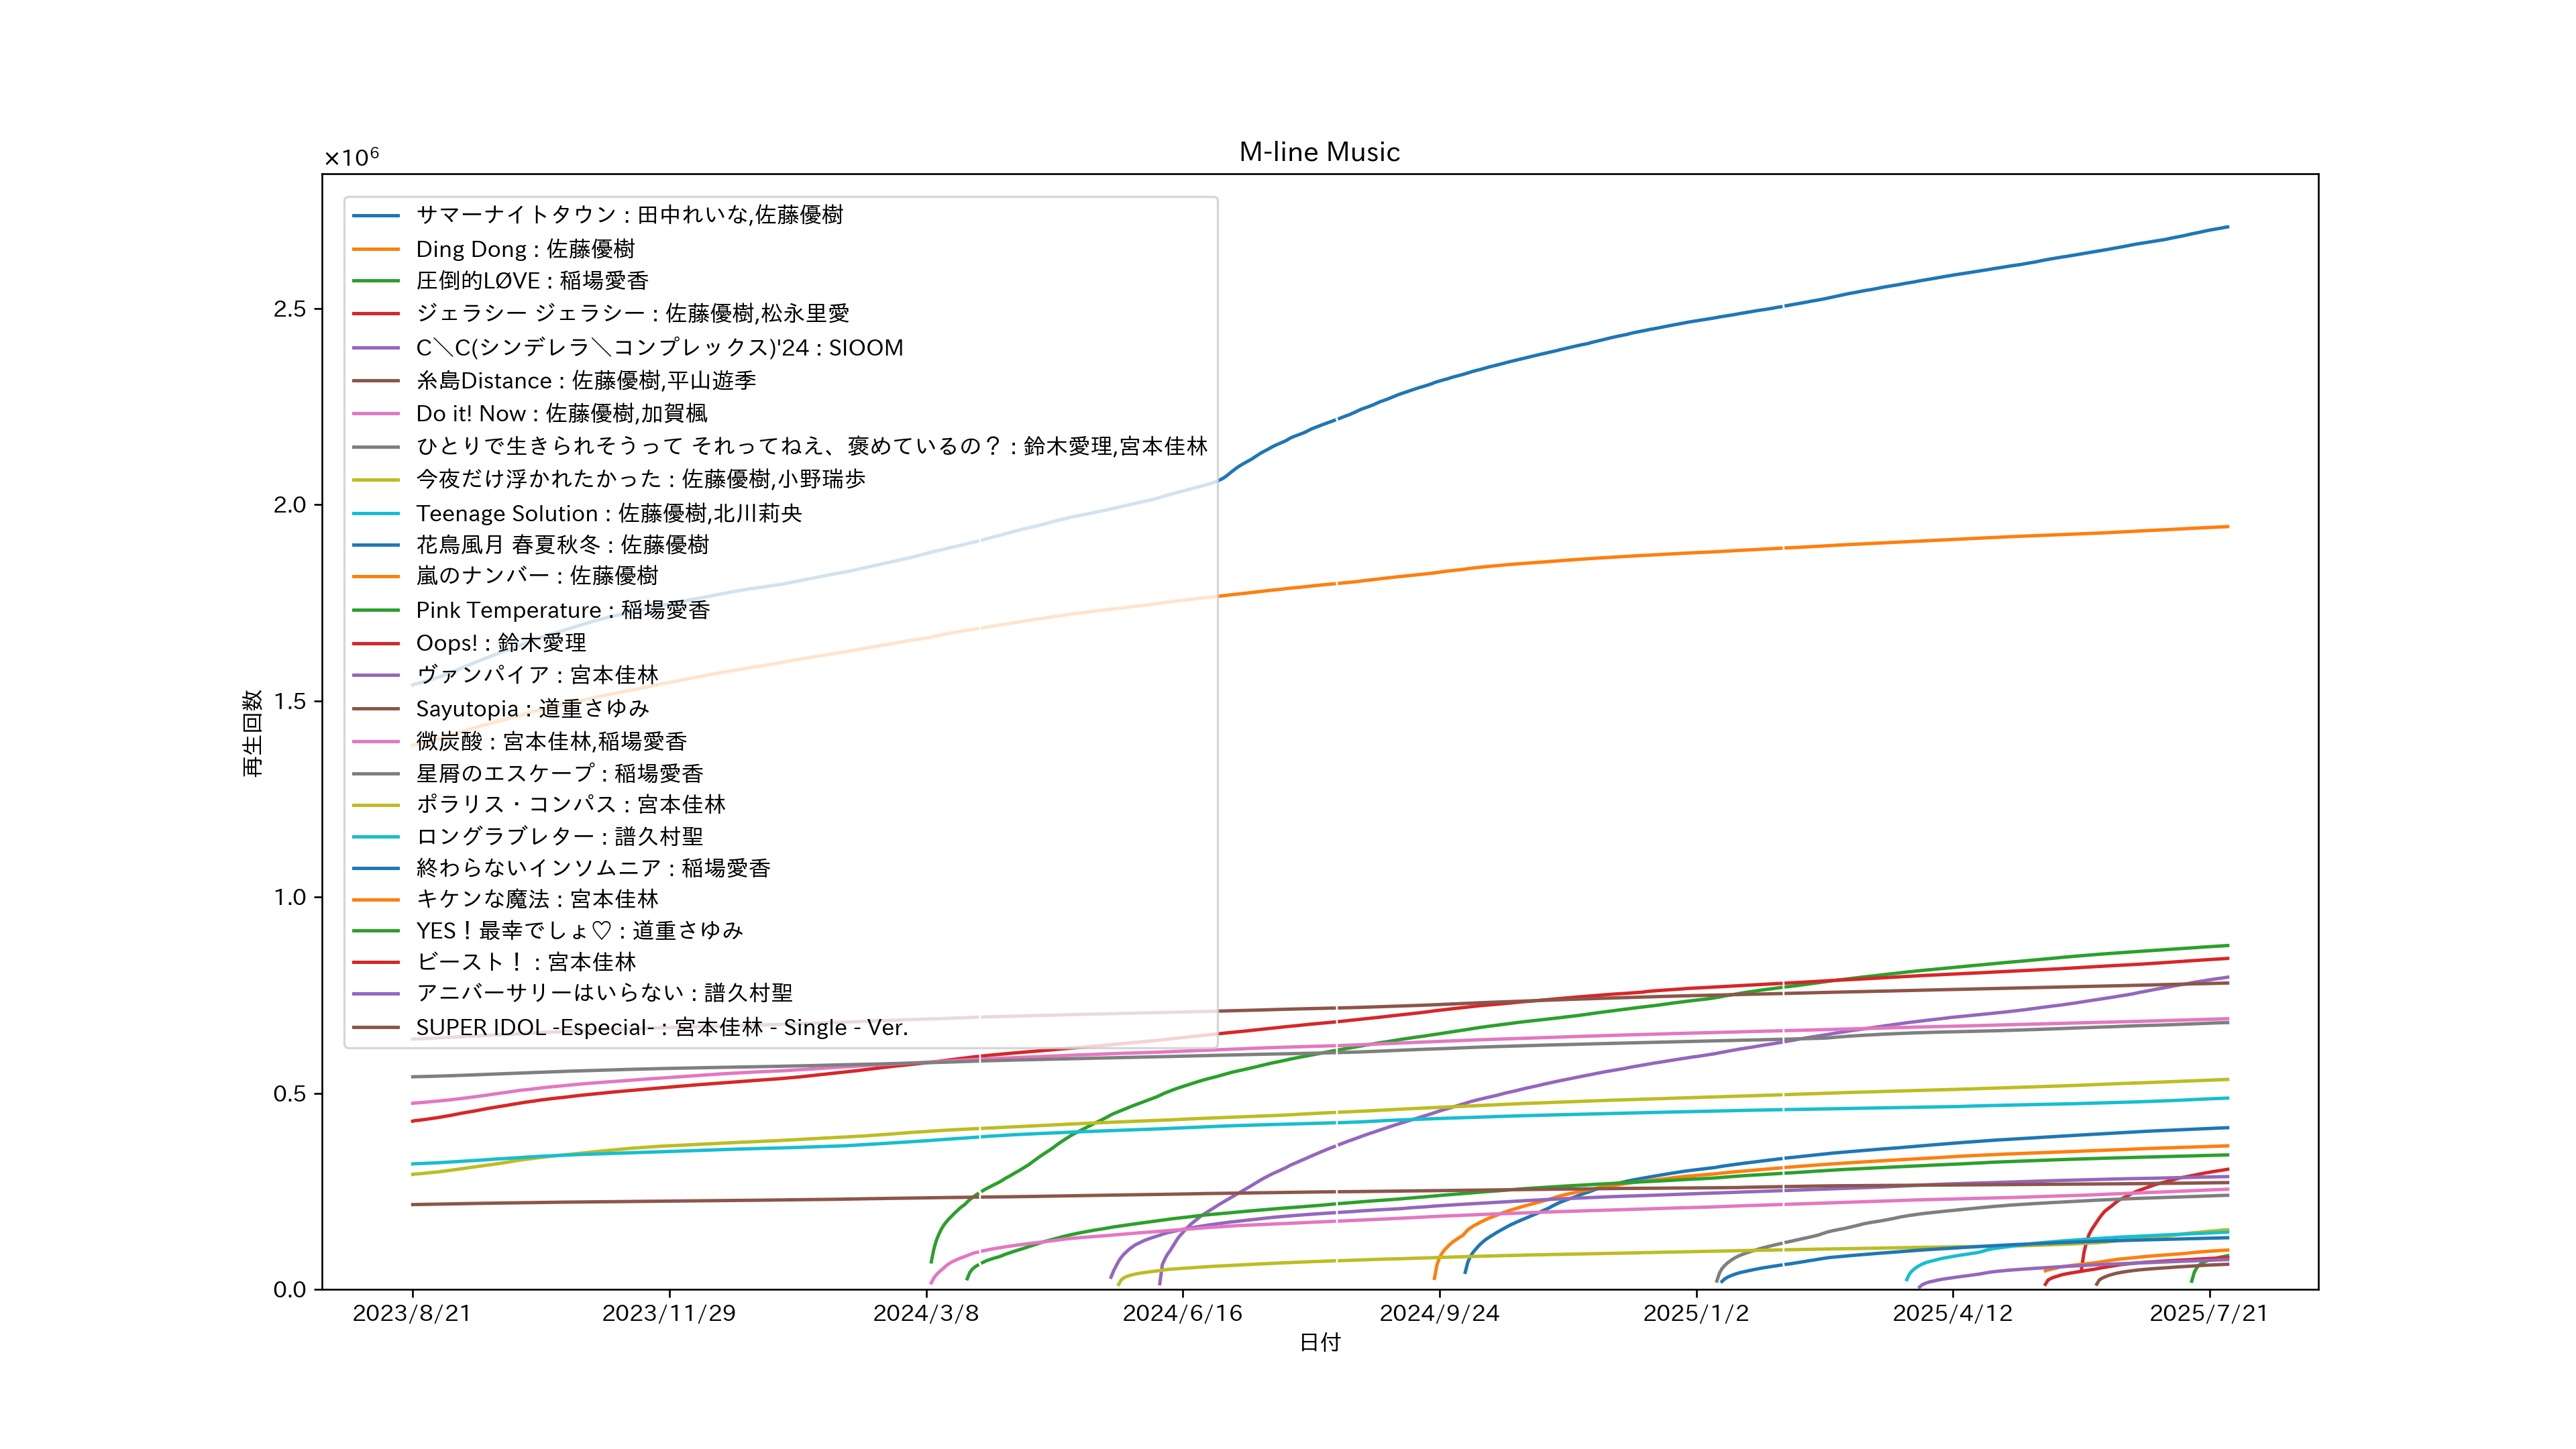 M-line Music
×10⁶
サマーナイトタウン : 田中れいな,佐藤優樹
Ding Dong : 佐藤優樹
圧倒的LØVE : 稲場愛香
ジェラシー ジェラシー : 佐藤優樹,松永里愛
C＼C(シンデレラ＼コンプレックス)'24 : SIOOM
糸島Distance : 佐藤優樹,平山遊季
Do it! Now : 佐藤優樹,加賀楓
ひとりで生きられそうって それってねえ、褒めているの？ : 鈴木愛理,宮本佳林
今夜だけ浮かれたかった : 佐藤優樹,小野瑞歩
Teenage Solution : 佐藤優樹,北川莉央
花鳥風月 春夏秋冬 : 佐藤優樹
嵐のナンバー : 佐藤優樹
Pink Temperature : 稲場愛香
Oops! : 鈴木愛理
ヴァンパイア : 宮本佳林
Sayutopia : 道重さゆみ
微炭酸 : 宮本佳林,稲場愛香
星屑のエスケープ : 稲場愛香
ポラリス・コンパス : 宮本佳林
ロングラブレター : 譜久村聖
終わらないインソムニア : 稲場愛香
キケンな魔法 : 宮本佳林
YES！最幸でしょ♡ : 道重さゆみ
ビースト！ : 宮本佳林
アニバーサリーはいらない : 譜久村聖
SUPER IDOL -Especial- : 宮本佳林 - Single - Ver.
2.5
2.0
1.5
1.0
0.5
0.0
再生回数
2023/8/21
2023/11/29
2024/3/8
2024/6/16
2024/9/24
2025/1/2
2025/4/12
2025/7/21
日付